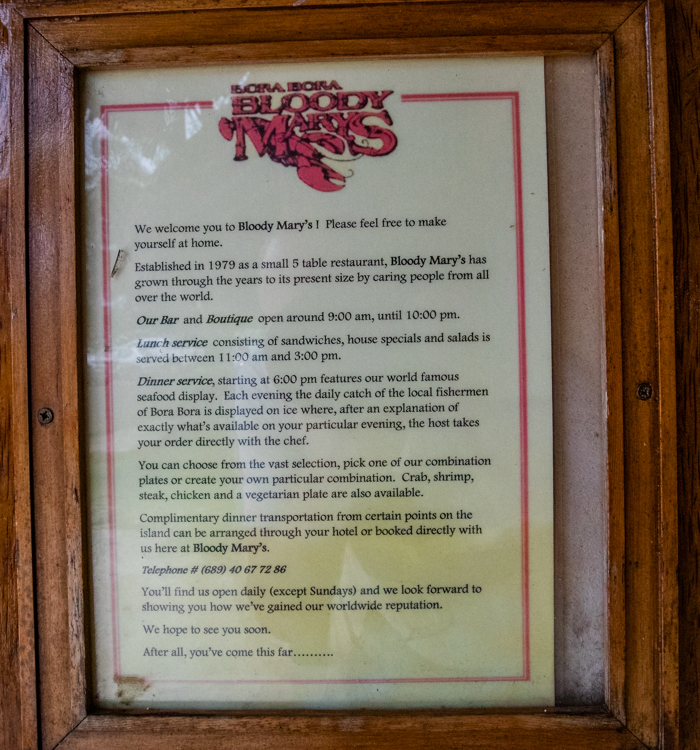 BORA BORA
BLOODY
MARY'S
We welcome you to Bloody Mary's ! Please feel free to make
yourself at home.
Established in 1979 as a small 5 table restaurant, Bloody Mary's has
grown through the years to its present size by caring people from all
over the world.
Our Bar and Boutique open around 9:00 am, until 10:00 pm.
Lunch service consisting of sandwiches, house specials and salads is
served between 11:00 am and 3:00 pm.
Dinner service, starting at 6:00 pm features our world famous
seafood display. Each evening the daily catch of the local fishermen
of Bora Bora is displayed on ice where, after an explanation of
exactly what's available on your particular evening, the host takes
your order directly with the chef.
You can choose from the vast selection, pick one of our combination
plates or create your own particular combination. Crab, shrimp,
steak, chicken and a vegetarian plate are also available.
Complimentary dinner transportation from certain points on the
island can be arranged through your hotel or booked directly with
us here at Bloody Mary's.
Telephone # (689) 40 67 72 86
You'll find us open daily (except Sundays) and we look forward to
showing you how we've gained our worldwide reputation.
We hope to see you soon.
After all, you've come this far..........